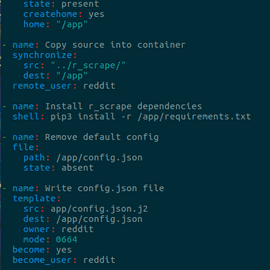 state: present
createhome: yes
home: "/app"
- name: Copy source into container
synchronize:
src: "../r_scrape/"
dest: "/app"
remote_user: reddit
- name: Install r_scrape dependencies
shell: pip3 install -r /app/requirements.txt
- name: Remove default config
file:
path: /app/config.json
state: absent
- name: Write config.json file
template:
src: app/config.json.j2
dest: /app/config.json
owner: reddit
mode: 0664
become: yes
become_user: reddit